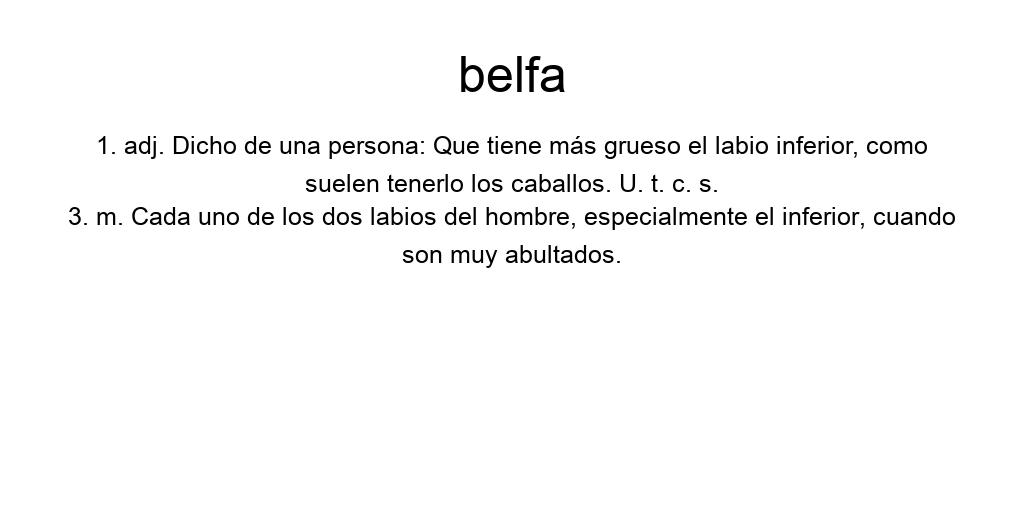 belfa
1. adj. Dicho de una persona: Que tiene más grueso el labio inferior, como
suelen tenerlo los caballos. U. t. c. s.
3. m. Cada uno de los dos labios del hombre, especialmente el inferior, cuando
son muy abultados.